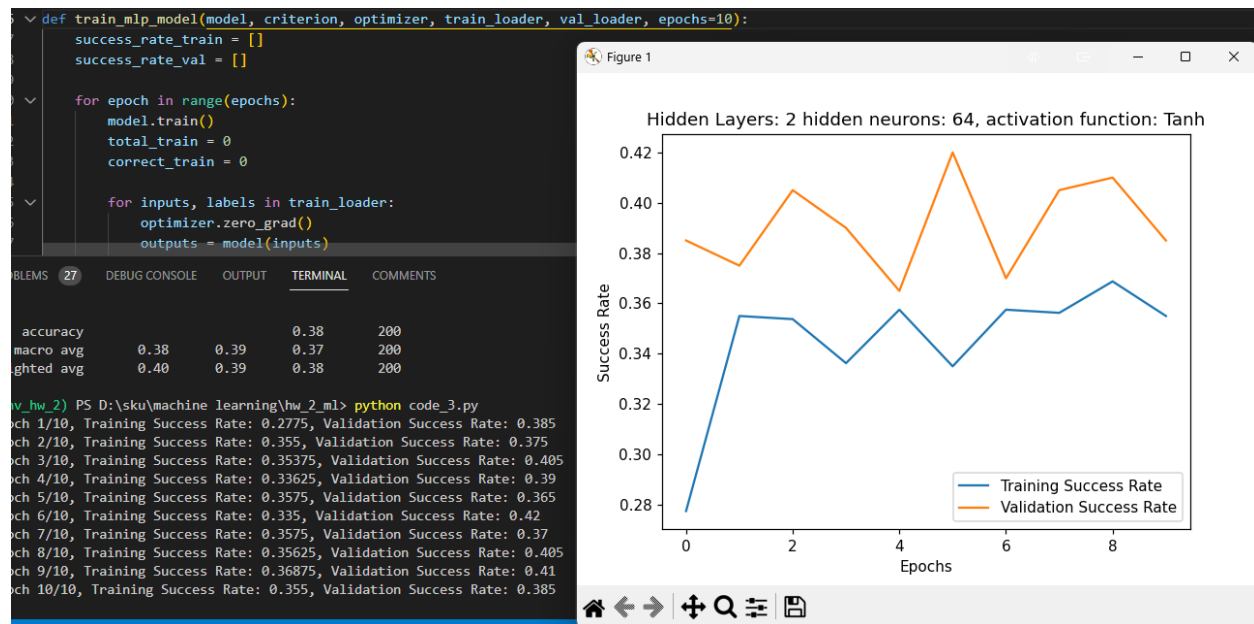 def train_mlp_model(model, criterion, optimizer, train_loader, val_loader, epochs=10):
success_rate_train = []
success_rate_val = []
for epoch in range(epochs):
model.train()
total_train = 0
correct_train = 0
for inputs, labels in train_loader:
optimizer.zero_grad()
outputs = model(inputs)
OBLEMS 27 DEBUG CONSOLE OUTPUT TERMINAL COMMENTS
accuracy 0.38 200
macro avg 0.38 0.39 0.37 200
ghted avg 0.40 0.39 0.38 200
nv_hw_2) PS D:\sku\machine learning\hw_2_ml> python code_3.py
och 1/10, Training Success Rate: 0.2775, Validation Success Rate: 0.385
och 2/10, Training Success Rate: 0.355, Validation Success Rate: 0.375
och 3/10, Training Success Rate: 0.35375, Validation Success Rate: 0.405
och 4/10, Training Success Rate: 0.33625, Validation Success Rate: 0.39
och 5/10, Training Success Rate: 0.3575, Validation Success Rate: 0.365
och 6/10, Training Success Rate: 0.335, Validation Success Rate: 0.42
och 7/10, Training Success Rate: 0.3575, Validation Success Rate: 0.37
och 8/10, Training Success Rate: 0.35625, Validation Success Rate: 0.405
och 9/10, Training Success Rate: 0.36875, Validation Success Rate: 0.41
och 10/10, Training Success Rate: 0.355, Validation Success Rate: 0.385
Figure 1
Hidden Layers: 2 hidden neurons: 64, activation function: Tanh
0.42
0.40
0.38
0.36
0.34
0.32
0.30
0.28
Success Rate
Training Success Rate
Validation Success Rate
0 2 4 6 8
Epochs